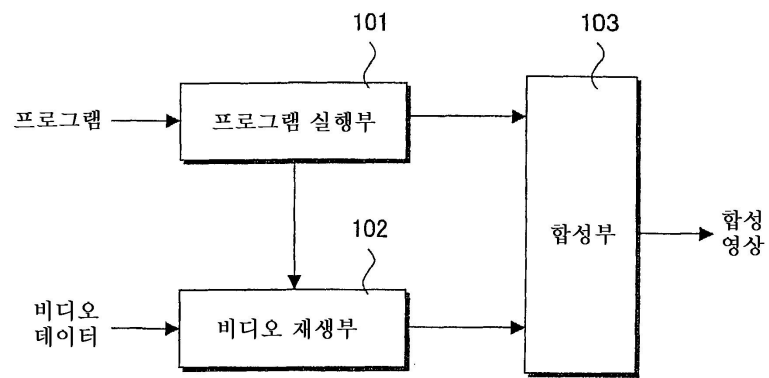 101
103
프로그램
프로그램 실행부
102
합성부
합성
영상
비디오
데이터
비디오 재생부